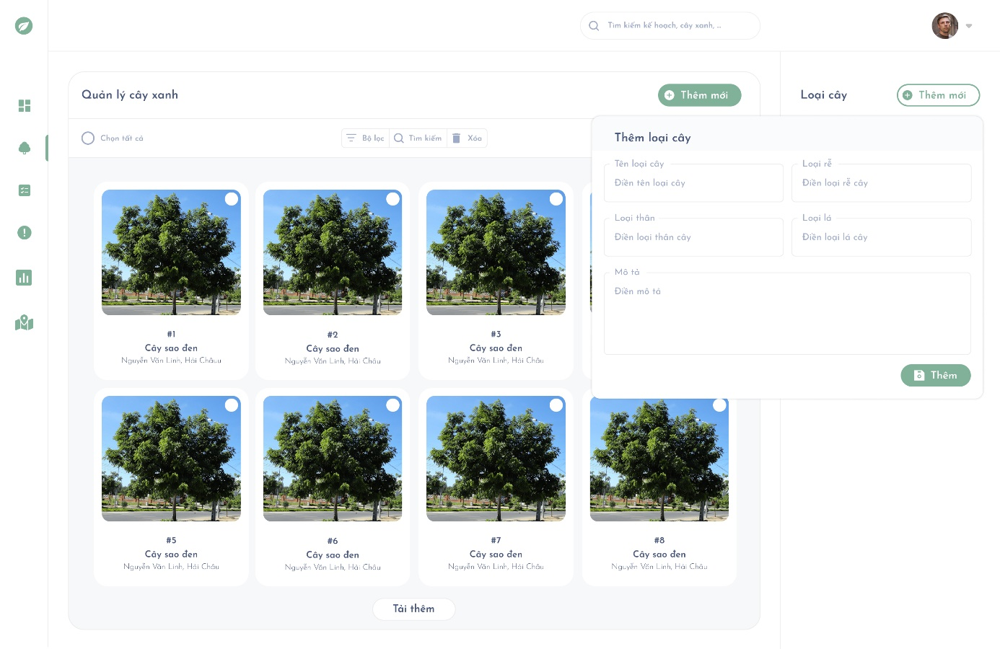 Tìm kiếm kế hoạch, cây xanh, ...
Quản lý cây xanh
Thêm mới
Loại cây
Thêm mới
Chọn tất cả
Bộ lọc
Tìm kiếm
Xóa
Thêm loại cây
Tên loại cây
Điền tên loại cây
Loại rễ
Điền loại rễ cây
Loại thân
Điền loại thân cây
Loại lá
Điền loại lá cây
Mô tả
Điền mô tả
Thêm
#1
Cây sao đen
Nguyễn Văn Linh, Hải Châuu
#2
Cây sao đen
Nguyễn Văn Linh, Hải Châu
#3
Cây sao đen
Nguyễn Văn Linh, Hải Châu
#5
Cây sao đen
Nguyễn Văn Linh, Hải Châu
#6
Cây sao đen
Nguyễn Văn Linh, Hải Châu
#7
Cây sao đen
Nguyễn Văn Linh, Hải Châu
#8
Cây sao đen
Nguyễn Văn Linh, Hải Châu
Tải thêm